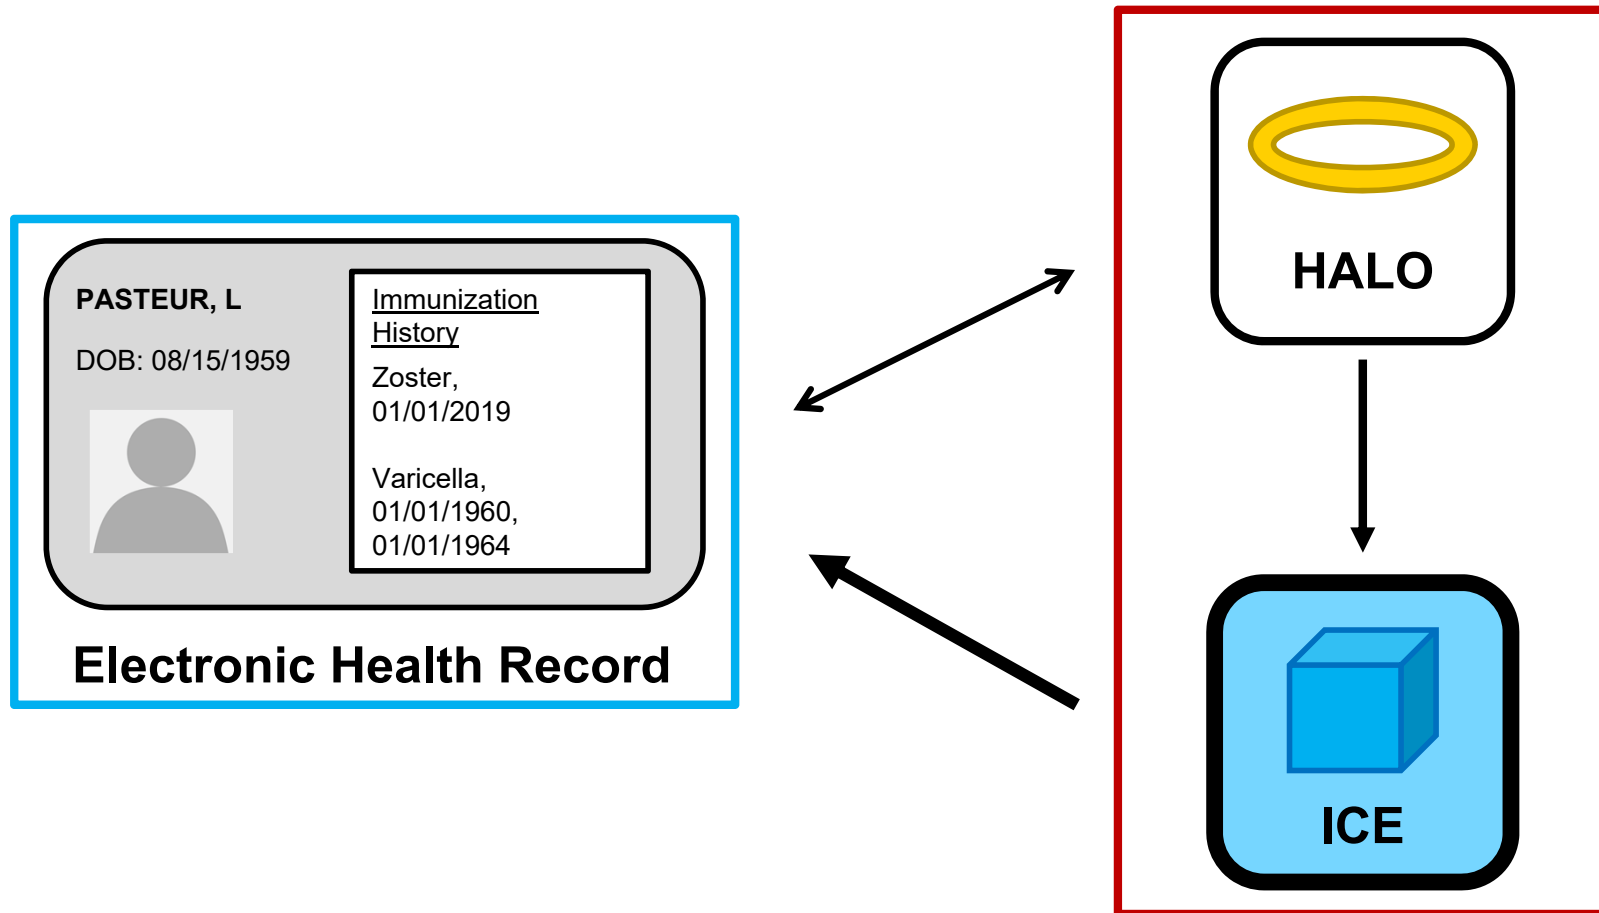 PASTEUR, L
DOB: 08/15/1959
Immunization
History
Zoster,
01/01/2019
Varicella,
01/01/1960,
01/01/1964
Electronic Health Record
HALO
ICE